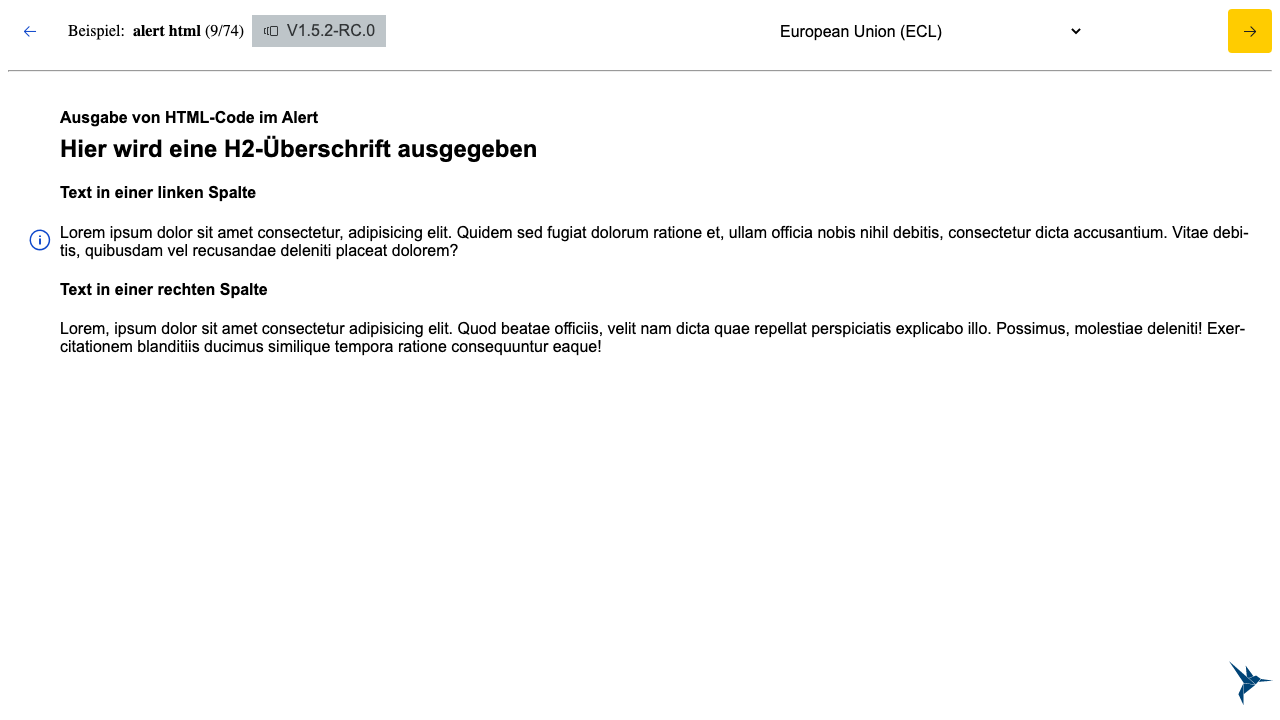 Beispiel: alert html (9/74) V1.5.2-RC.0 European Union (ECL)
Ausgabe von HTML-Code im Alert
Hier wird eine H2-Überschrift ausgegeben
Text in einer linken Spalte
Lorem ipsum dolor sit amet consectetur, adipisicing elit. Quidem sed fugiat dolorum ratione et, ullam officia nobis nihil debitis, consectetur dicta accusantium. Vitae debi-
tis, quibusdam vel recusandae deleniti placeat dolorem?
Text in einer rechten Spalte
Lorem, ipsum dolor sit amet consectetur adipisicing elit. Quod beatae officiis, velit nam dicta quae repellat perspiciatis explicabo illo. Possimus, molestiae deleniti! Exer-
citationem blanditiis ducimus similique tempora ratione consequuntur eaque!